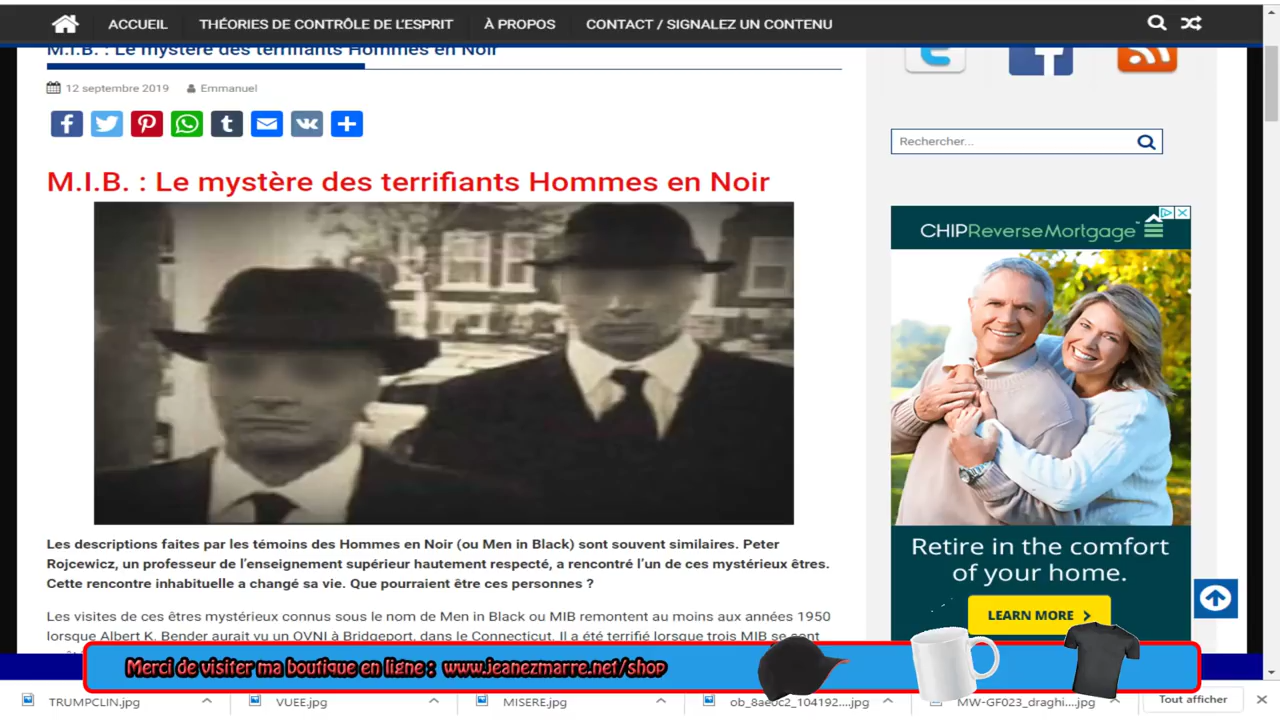 ACCUEIL
THÉORIES DE CONTRÔLE DE L'ESPRIT
À PROPOS
CONTACT / SIGNALEZ UN CONTENU
M.I.B. : Le mystère des terrifiants Hommes en Noir
12 septembre 2019
Emmanuel
M.I.B. : Le mystère des terrifiants Hommes en Noir
Les descriptions faites par les témoins des Hommes en Noir (ou Men in Black) sont souvent similaires. Peter
Rojcewicz, un professeur de l'enseignement supérieur hautement respecté, a rencontré l'un de ces mystérieux êtres.
Cette rencontre inhabituelle a changé sa vie. Que pourraient être ces personnes ?
Les visites de ces êtres mystérieux connus sous le nom de Men in Black ou MIB remontent au moins aux années 1950
lorsque Albert K. Bender aurait vu un OVNI à Bridgeport, dans le Connecticut. Il a été terrifié lorsque trois MIB se sont
Rechercher...
CHIPReverseMortgage™
Retire in the comfort
of your home.
LEARN MORE
Merci de visiter ma boutique en ligne : www.jeanezmarre.net/shop
TRUMPCLIN.jpg
VUEE.jpg
MISERE.jpg
ob_8ae0c2_104192....jpg
MW-GF023_draghi_....jpg
Tout afficher